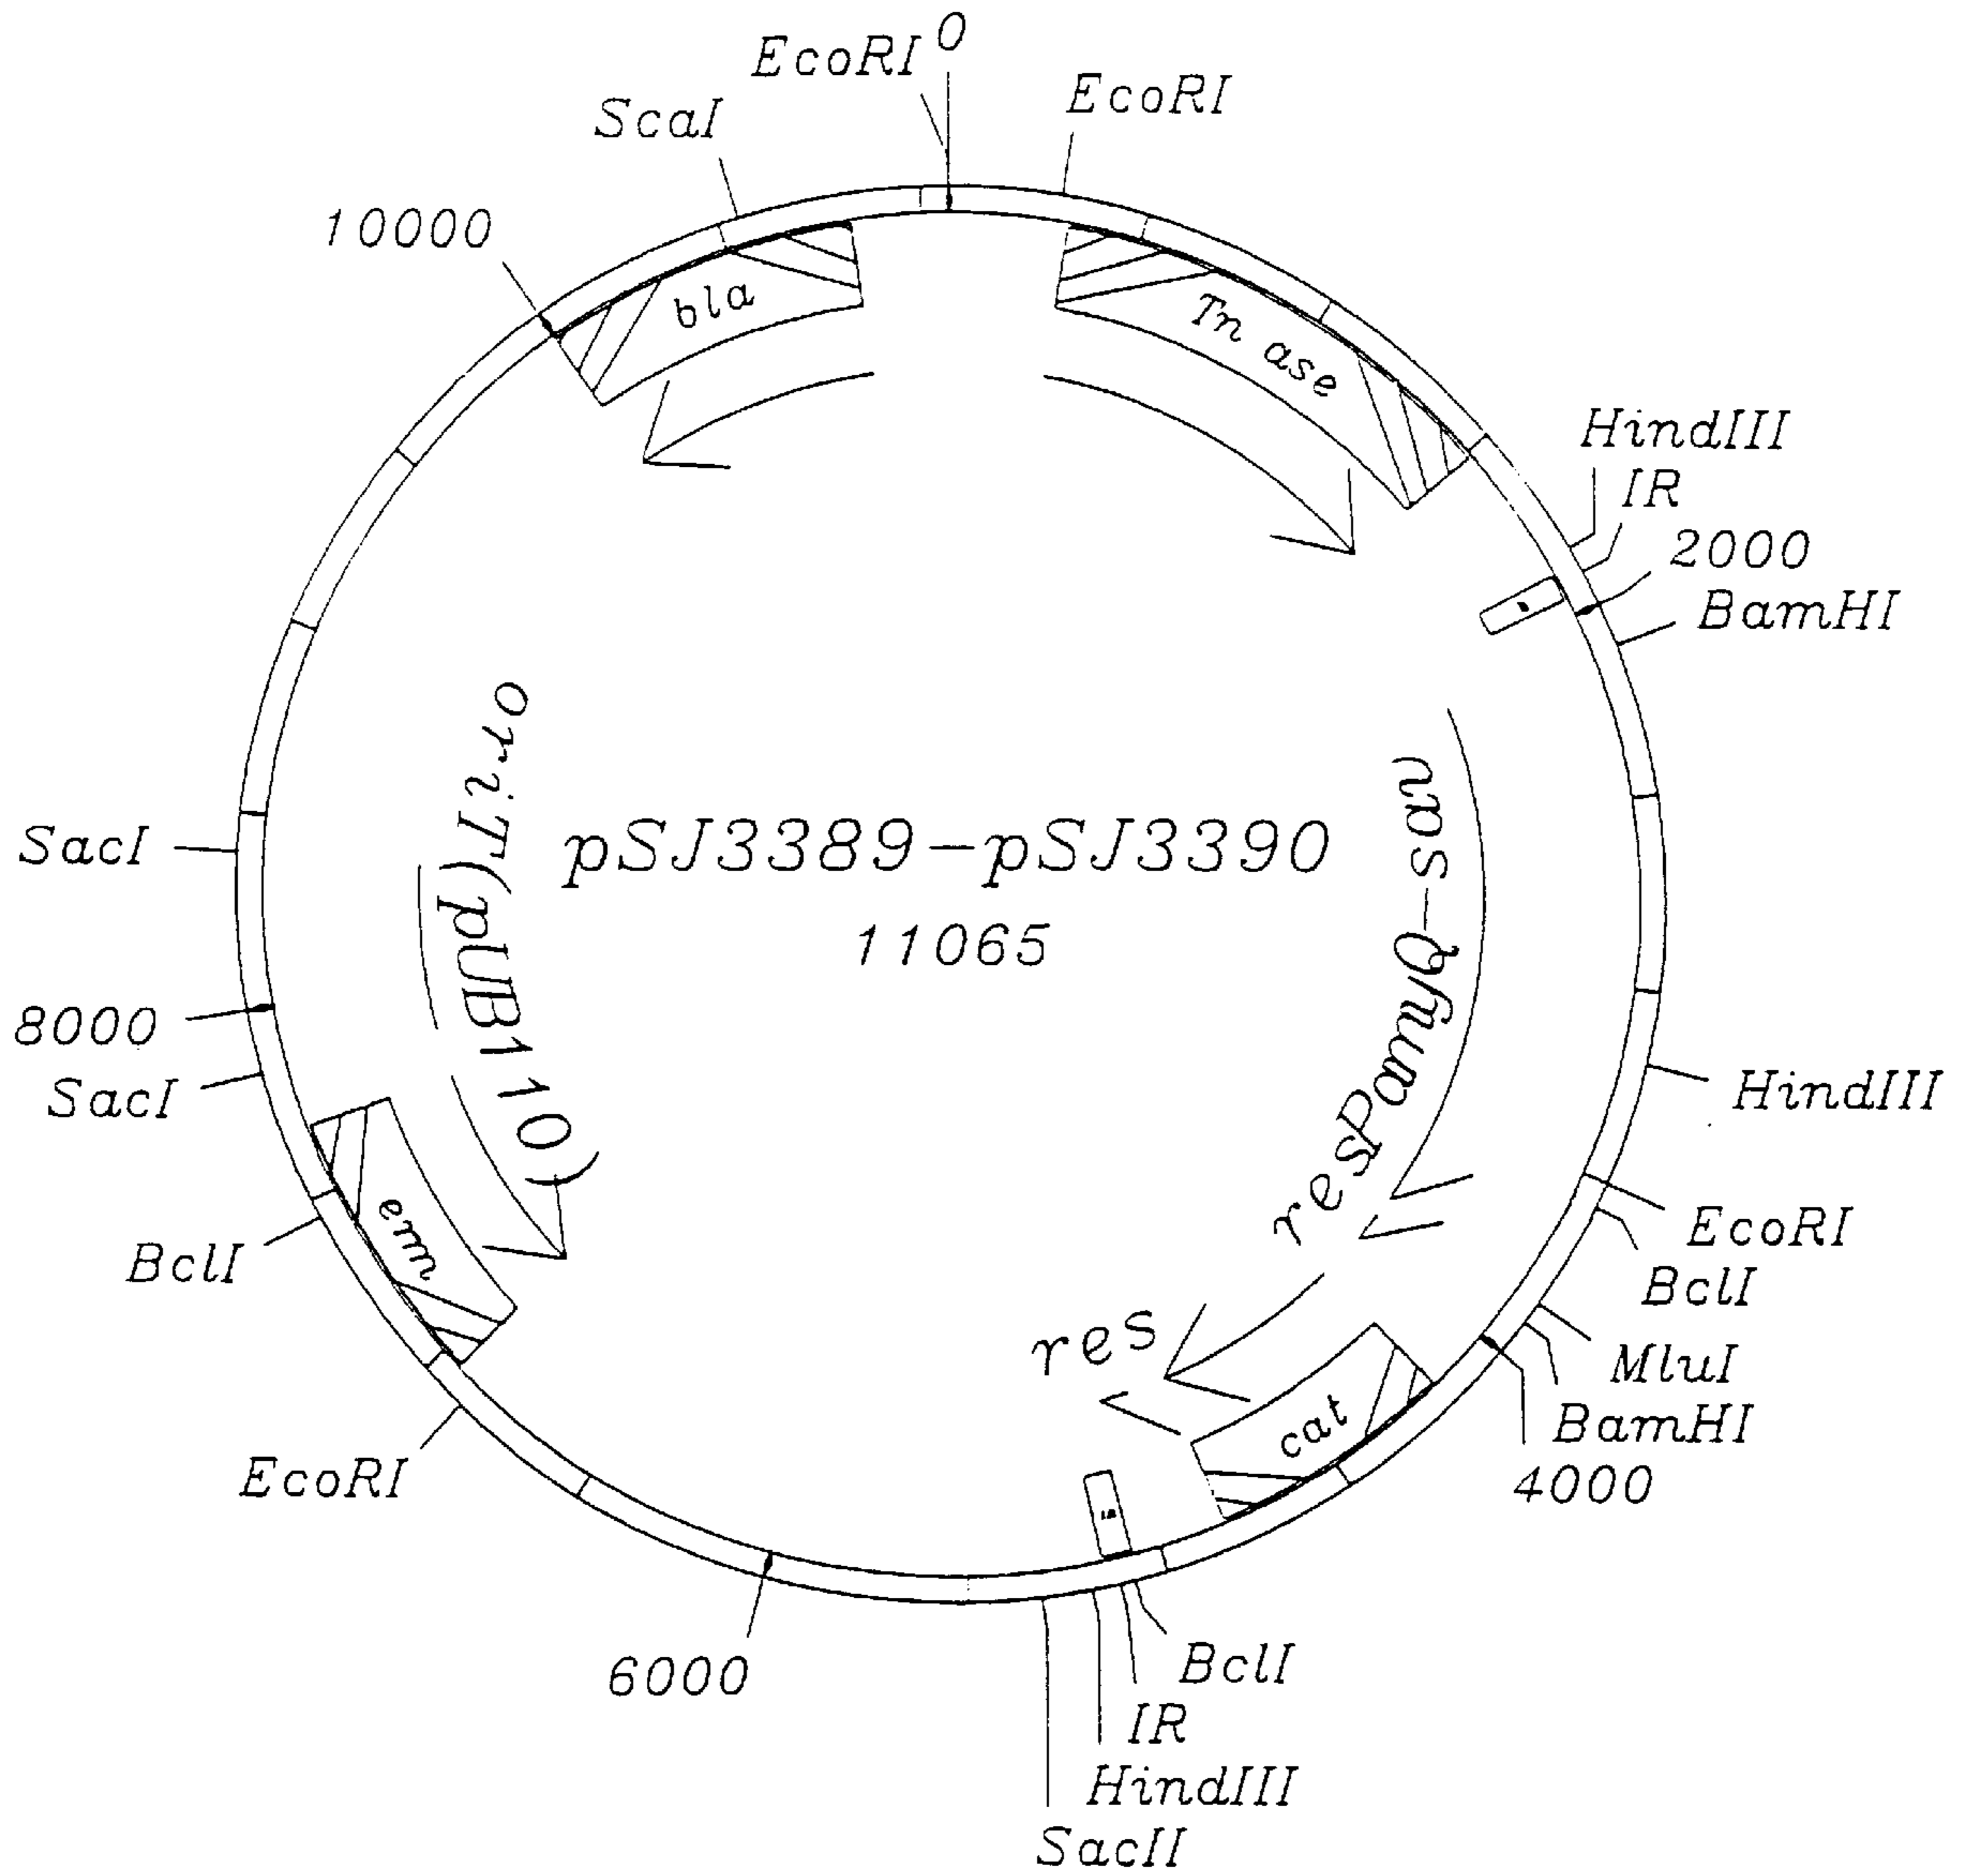 0
EcoRI
EcoRI
ScaI
10000
bla
Tn ase
HindIII
IR
2000
BamHI
oriT(pUB110)
pSJ3389-pSJ3390
11065
sav
resPamyQ-sav
SacI
8000
SacI
HindIII
erm
BclI
EcoRI
BclI
MluI
BamHI
4000
res
cat
EcoRI
6000
BclI
IR
HindIII
SacII